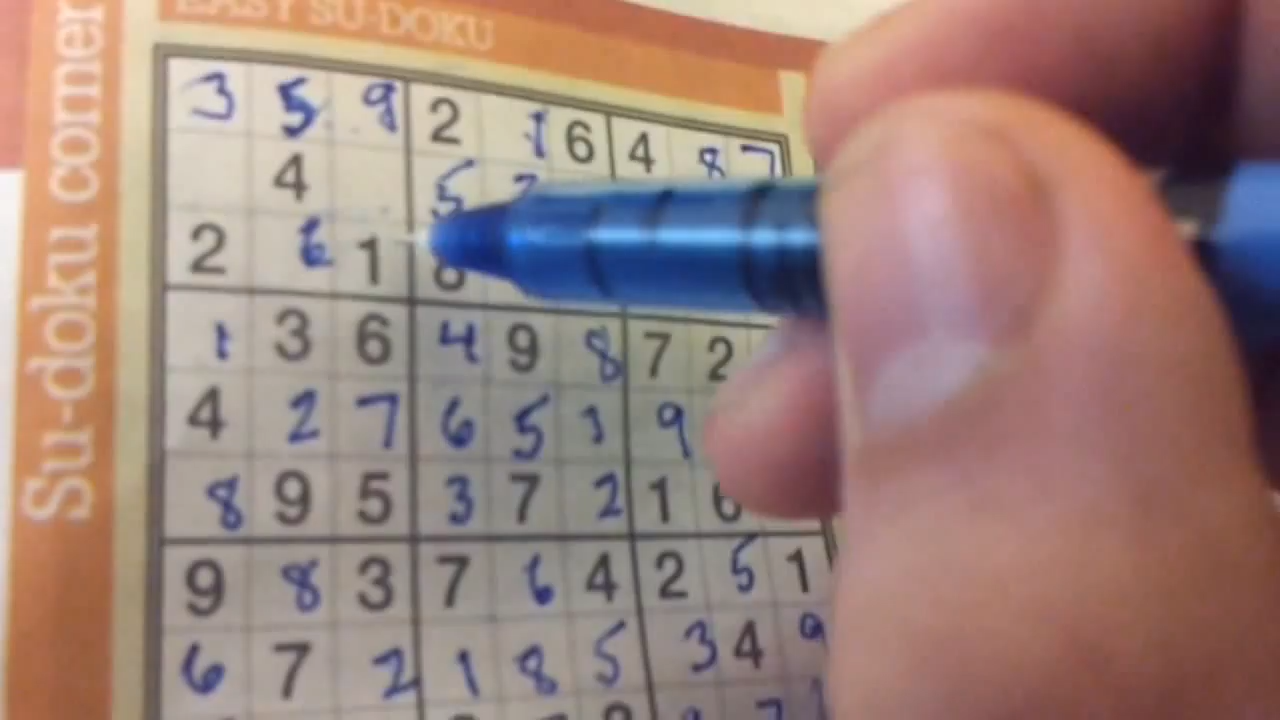 Su-doku corner
EASY SU-DOKU
3 5 9 2 1 6 4 8 7
4 5
2 6 1 8
1 3 6 4 9 8 7 2
4 2 7 6 5 1 9
8 9 5 3 7 2 1 6
9 8 3 7 6 4 2 5 1
6 7 2 1 8 5 3 4 9